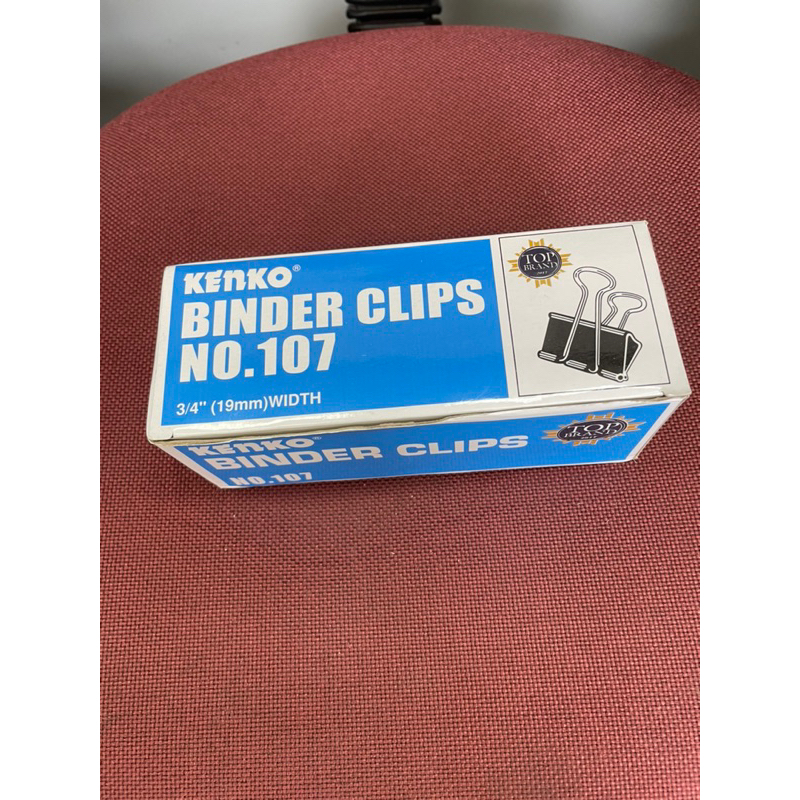 KENKO®
BINDER CLIPS
NO.107
3/4" (19mm)WIDTH
TOP
BRAND
KENKO®
BINDER CLIPS
NO.107
TOP
BRAND